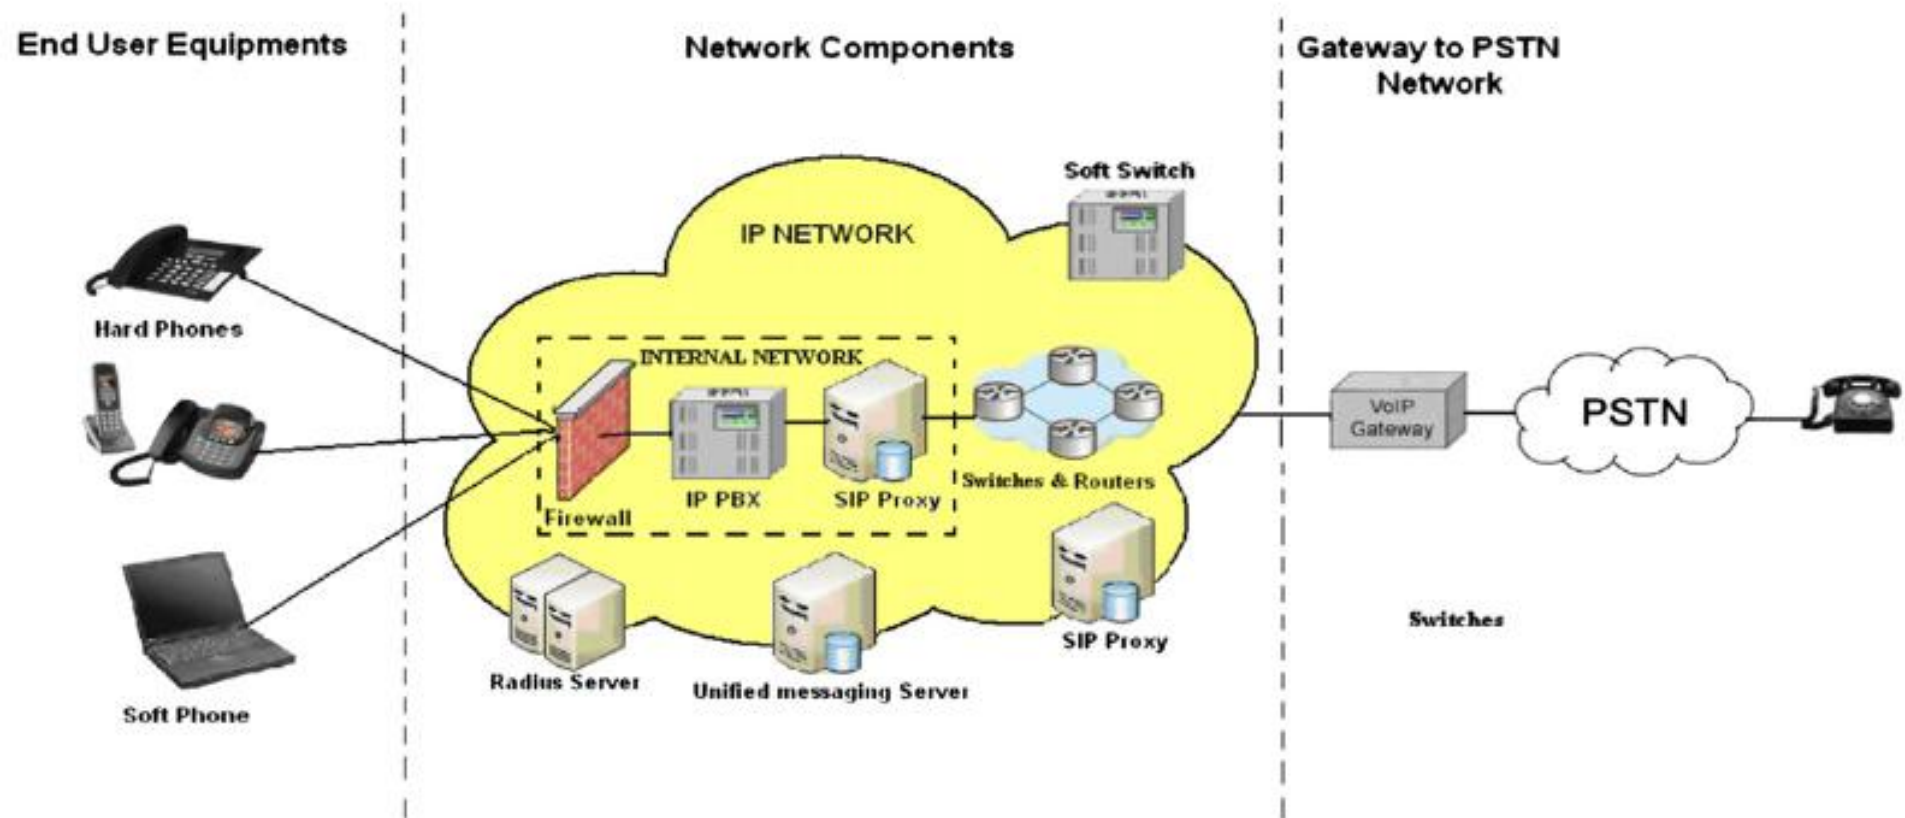 End User Equipments
Network Components
Gateway to PSTN
Network
Soft Switch
IP NETWORK
Hard Phones
INTERNAL NETWORK
VoIP
Gateway
PSTN
IP PBX
SIP Proxy
Switches & Routers
Firewall
Switches
SIP Proxy
Radius Server
Unified messaging Server
Soft Phone